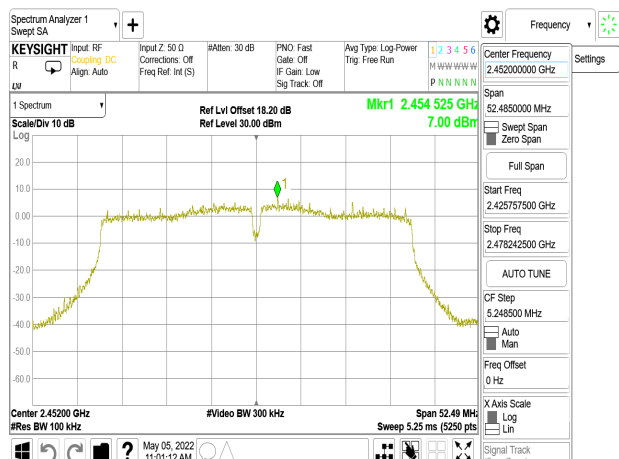 Spectrum Analyzer 1
Swept SA
Frequency
KEYSIGHT
R
Input: RF
Coupling: DC
Align: Auto
Input Z: 50 Ω
Corrections: Off
Freq Ref: Int (S)
#Atten: 30 dB
PNO: Fast
Gate: Off
IF Gain: Low
Sig Track: Off
Avg Type: Log-Power
Trig: Free Run
1 2 3 4 5 6
M W W W W W
P N N N N N
Center Frequency
2.452000000 GHz
Settings
Span
52.4850000 MHz
Swept Span
Zero Span
Full Span
Start Freq
2.425757500 GHz
Stop Freq
2.478242500 GHz
AUTO TUNE
CF Step
5.248500 MHz
Auto
Man
Freq Offset
0 Hz
X Axis Scale
Log
Lin
Signal Track
1 Spectrum
Scale/Div 10 dB
Log
Ref Lvl Offset 18.20 dB
Ref Level 30.00 dBm
Mkr1 2.454 525 GHz
7.00 dBm
1
20.0
10.0
0.00
-10.0
-20.0
-30.0
-40.0
-50.0
-60.0
Center 2.45200 GHz
#Res BW 100 kHz
#Video BW 300 kHz
Span 52.49 MHz
Sweep 5.25 ms (5250 pts)
?
May 05, 2022
11:01:12 AM